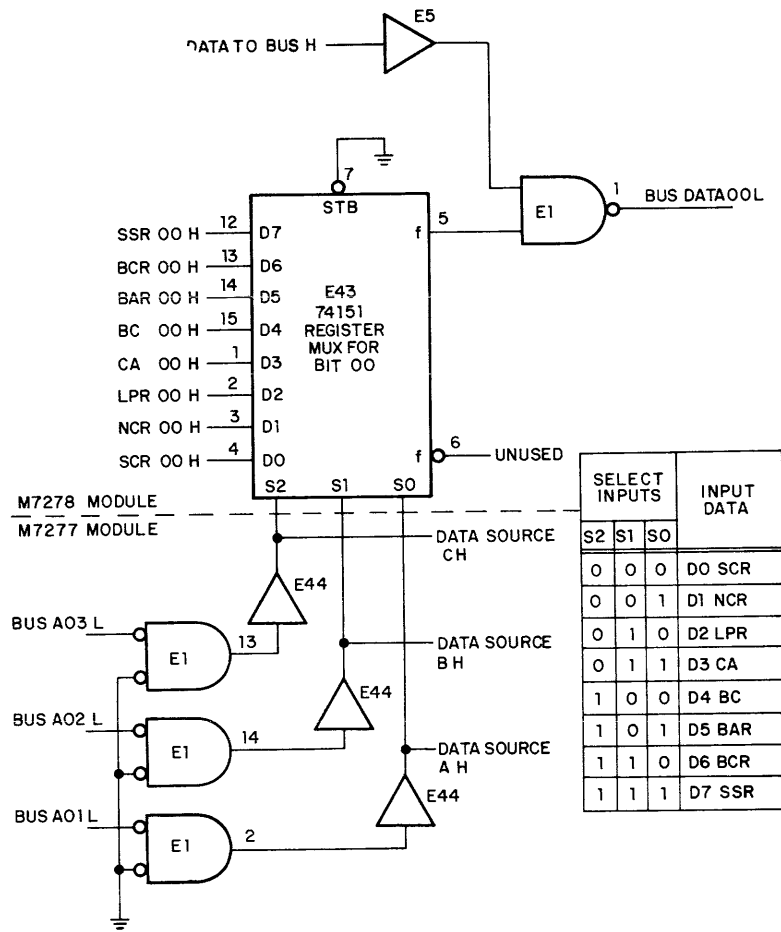 E5
DATA TO BUS H
7
STB
1
E1
BUS DATA00L
SSR 00 H 12 D7
f 5
BCR 00 H 13 D6
BAR 00 H 14 D5
E43
74151
REGISTER
MUX FOR
BIT 00
BC 00 H 15 D4
CA 00 H 1 D3
LPR 00 H 2 D2
NCR 00 H 3 D1
SCR 00 H 4 D0
f 6 UNUSED
S2 S1 S0
M7278 MODULE
M7277 MODULE
DATA SOURCE
CH
E44
BUS A03 L
E1
13
DATA SOURCE
BH
E44
BUS A02 L
E1
14
DATA SOURCE
A H
E44
BUS A01 L
E1
2
SELECT
INPUTS
INPUT
DATA
S2 S1 S0
0 0 0 D0 SCR
0 0 1 D1 NCR
0 1 0 D2 LPR
0 1 1 D3 CA
1 0 0 D4 BC
1 0 1 D5 BAR
1 1 0 D6 BCR
1 1 1 D7 SSR